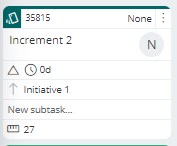 35815 None
Increment 2
N
0d
Initiative 1
New subtask...
27